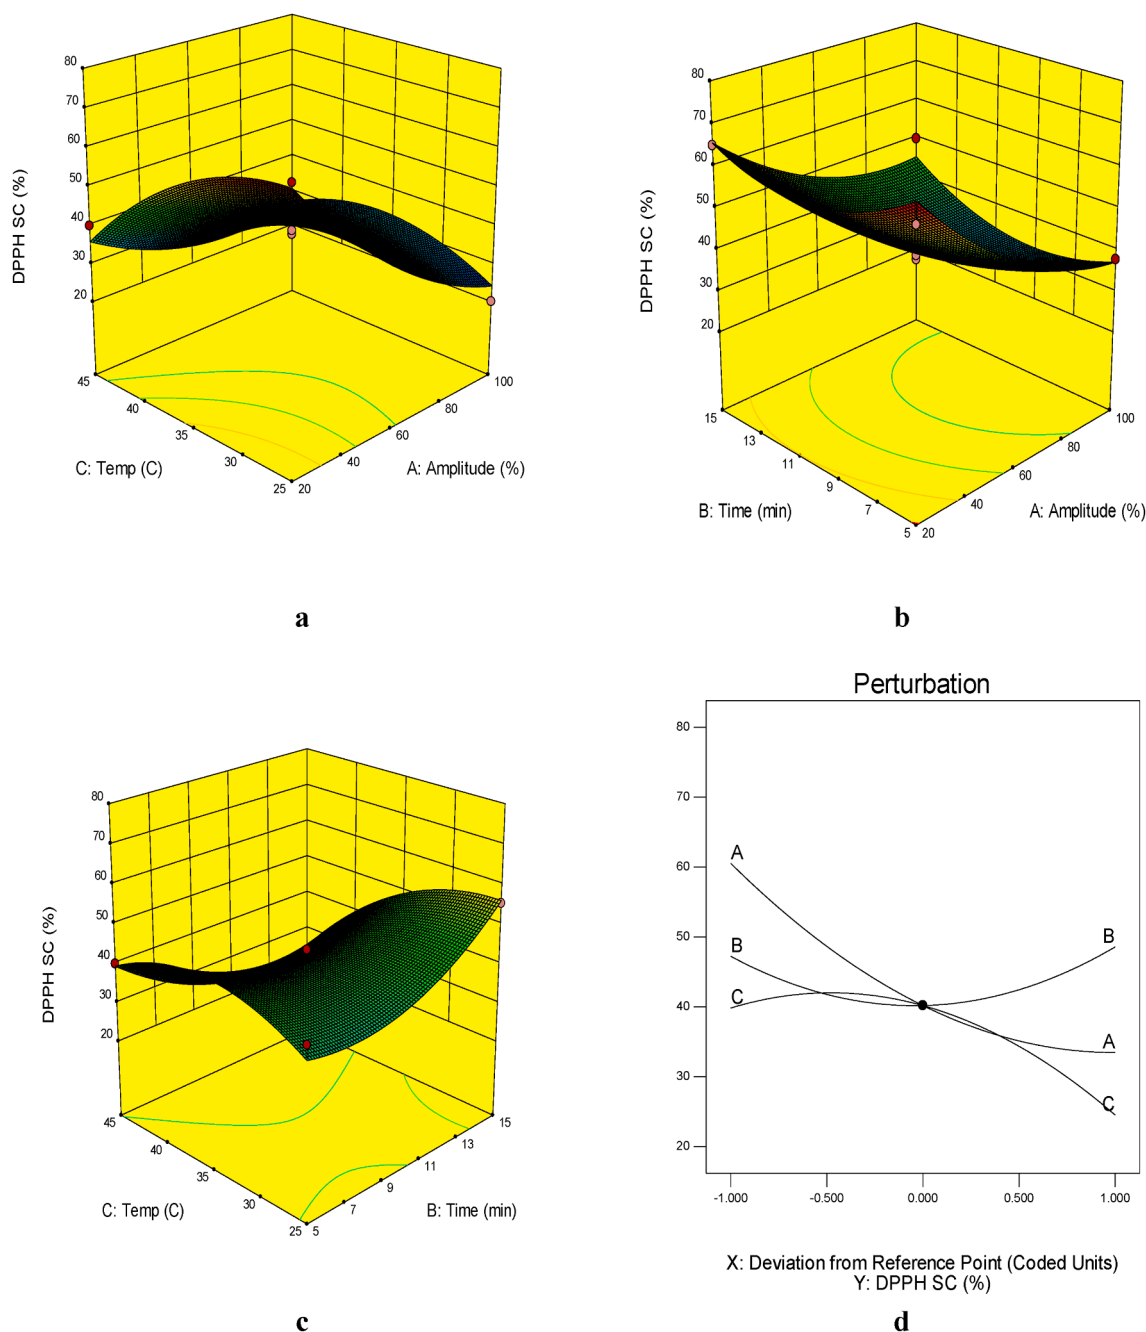 80
70
60
50
40
30
20
DPPH SC (%)
45
40
35
30
25
20
40
60
80
100
C: Temp (C)
A: Amplitude (%)
a
80
70
60
50
40
30
20
DPPH SC (%)
15
13
11
9
7
5
20
40
60
80
100
B: Time (min)
A: Amplitude (%)
b
80
70
60
50
40
30
20
DPPH SC (%)
45
40
35
30
25
5
7
9
11
13
15
C: Temp (C)
B: Time (min)
c
Perturbation
80
70
60
50
40
30
20
A
B
C
B
A
C
-1.000
-0.500
0.000
0.500
1.000
X: Deviation from Reference Point (Coded Units)
Y: DPPH SC (%)
d